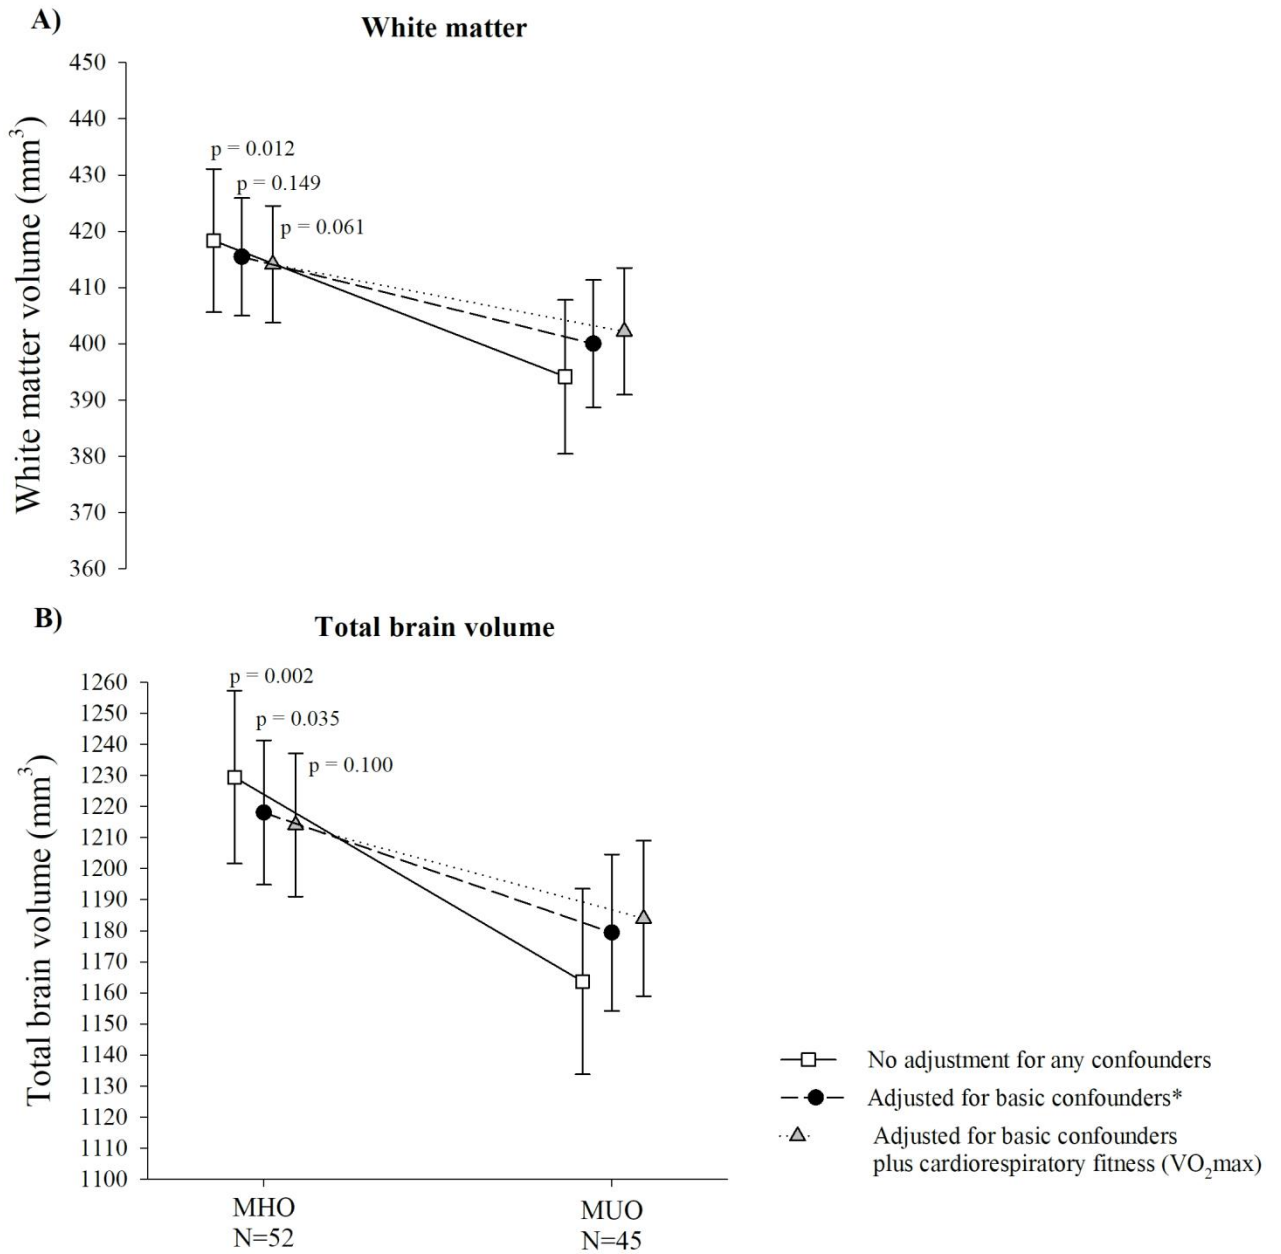 A)
White matter
White matter volume (mm³)
450
440
430
420
410
400
390
380
370
360
p = 0.012
p = 0.149
p = 0.061
B)
Total brain volume
Total brain volume (mm³)
1260
1250
1240
1230
1220
1210
1200
1190
1180
1170
1160
1150
1140
1130
1120
1110
1100
p = 0.002
p = 0.035
p = 0.100
MHO
N=52
MUO
N=45
No adjustment for any confounders
Adjusted for basic confounders*
Adjusted for basic confounders
plus cardiorespiratory fitness (VO₂max)